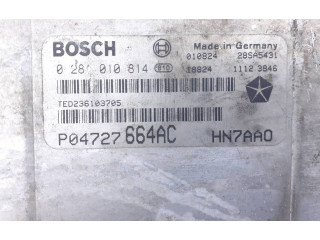 BOSCH Made in Germany
010824 28SA5431
0 281 010 814 1112 3846
TED236103705
P04727 664AC HN7AA0